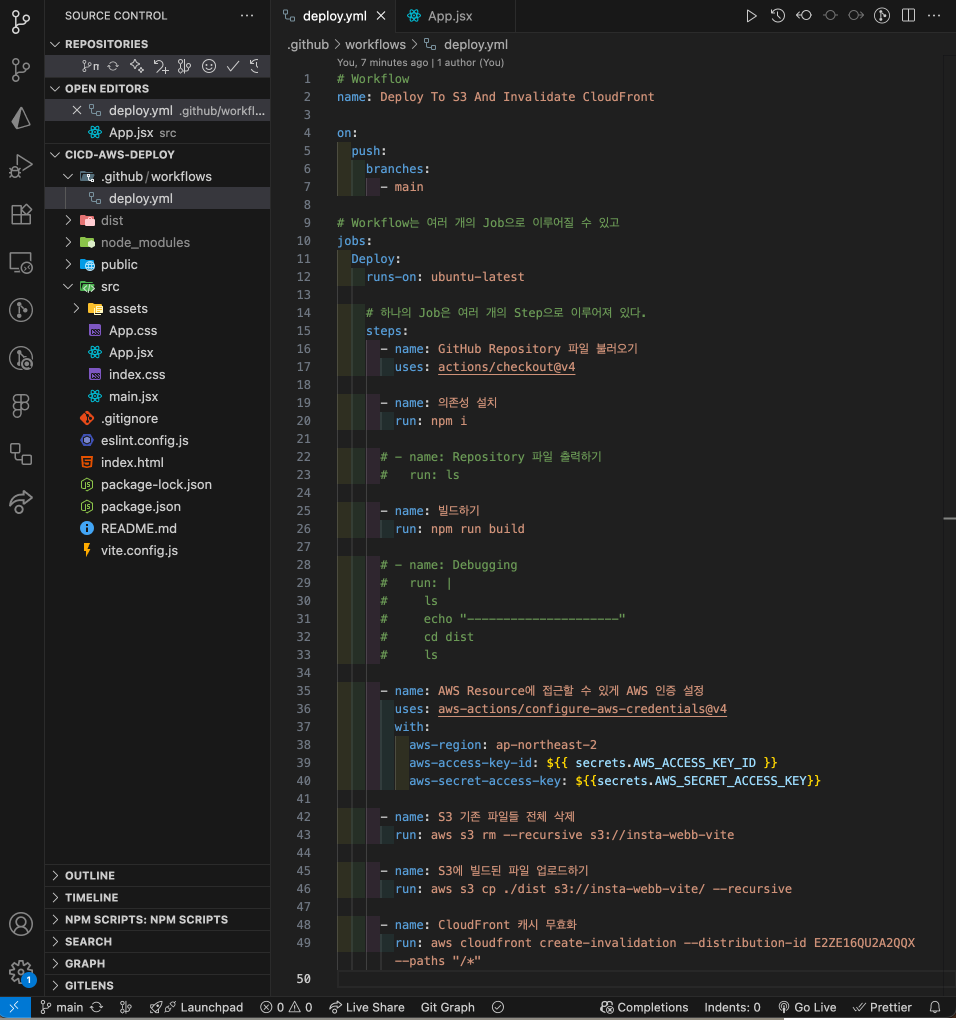 SOURCE CONTROL
REPOSITORIES
OPEN EDITORS
deploy.yml .github/workfl...
App.jsx src
CICD-AWS-DEPLOY
.github/workflows
deploy.yml
dist
node_modules
public
src
assets
App.css
App.jsx
index.css
main.jsx
.gitignore
eslint.config.js
index.html
package-lock.json
package.json
README.md
vite.config.js
OUTLINE
TIMELINE
NPM SCRIPTS: NPM SCRIPTS
SEARCH
GRAPH
GITLENS
deploy.yml App.jsx
.github > workflows > deploy.yml
You, 7 minutes ago | 1 author (You)
1 # Workflow
2 name: Deploy To S3 And Invalidate CloudFront
3
4 on:
5 push:
6 branches:
7 - main
8
9 # Workflow는 여러 개의 Job으로 이루어질 수 있고
10 jobs:
11 Deploy:
12 runs-on: ubuntu-latest
13
14 # 하나의 Job은 여러 개의 Step으로 이루어져 있다.
15 steps:
16 - name: GitHub Repository 파일 불러오기
17 uses: actions/checkout@v4
18
19 - name: 의존성 설치
20 run: npm i
21
22 # - name: Repository 파일 출력하기
23 # run: ls
24
25 - name: 빌드하기
26 run: npm run build
27
28 # - name: Debugging
29 # run: |
30 # ls
31 # echo "---------------------"
32 # cd dist
33 # ls
34
35 - name: AWS Resource에 접근할 수 있게 AWS 인증 설정
36 uses: aws-actions/configure-aws-credentials@v4
37 with:
38 aws-region: ap-northeast-2
39 aws-access-key-id: ${{ secrets.AWS_ACCESS_KEY_ID }}
40 aws-secret-access-key: ${{secrets.AWS_SECRET_ACCESS_KEY}}
41
42 - name: S3 기존 파일들 전체 삭제
43 run: aws s3 rm --recursive s3://insta-webb-vite
44
45 - name: S3에 빌드된 파일 업로드하기
46 run: aws s3 cp ./dist s3://insta-webb-vite/ --recursive
47
48 - name: CloudFront 캐시 무효화
49 run: aws cloudfront create-invalidation --distribution-id E2ZE16QU2A2QQX
--paths "/*"
50
1
main Launchpad 0 0 Live Share Git Graph Completions Indents: 0 Go Live Prettier